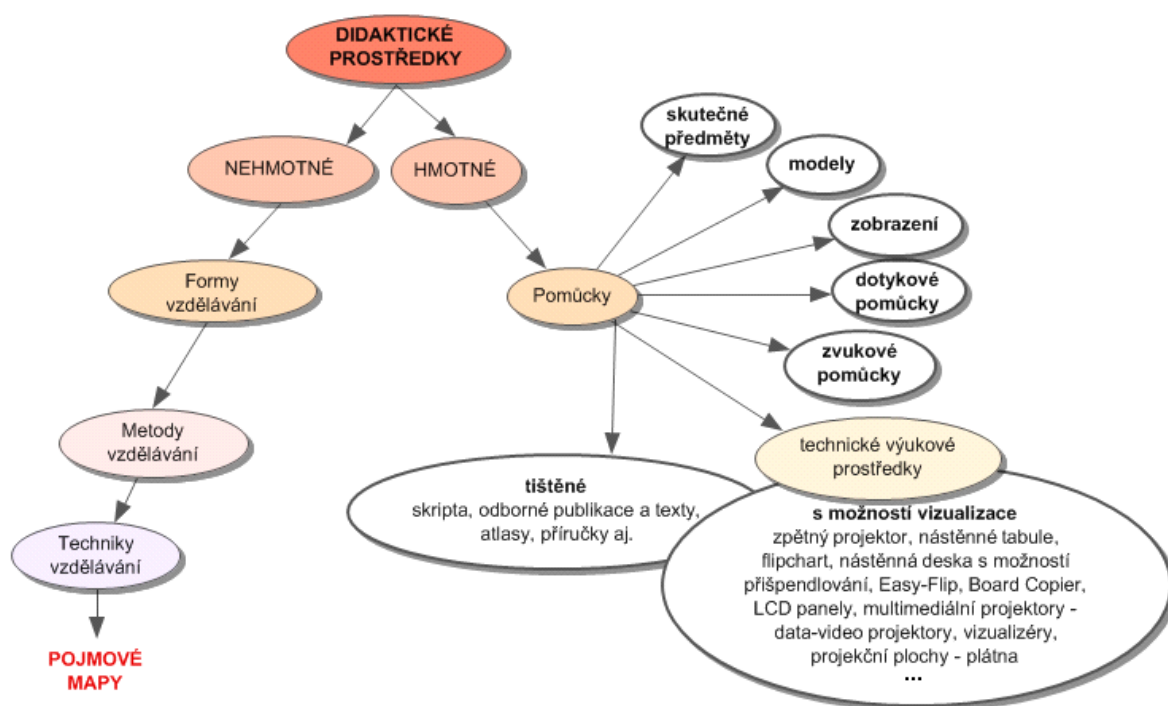 DIDAKTICKÉ
PROSTŘEDKY
NEHMOTNÉ
HMOTNÉ
skutečné
předměty
modely
zobrazení
dotykové
pomůcky
zvukové
pomůcky
Formy
vzdělávání
Pomůcky
Metody
vzdělávání
technické výukové
prostředky
tištěné
skripta, odborné publikace a texty,
atlasy, příručky aj.
s možností vizualizace
zpětný projektor, nástěnné tabule,
flipchart, nástěnná deska s možností
přišpendlování, Easy-Flip, Board Copier,
LCD panely, multimediální projektory -
data-video projektory, vizualizéry,
projekční plochy - plátna
...
Techniky
vzdělávání
POJMOVÉ
MAPY